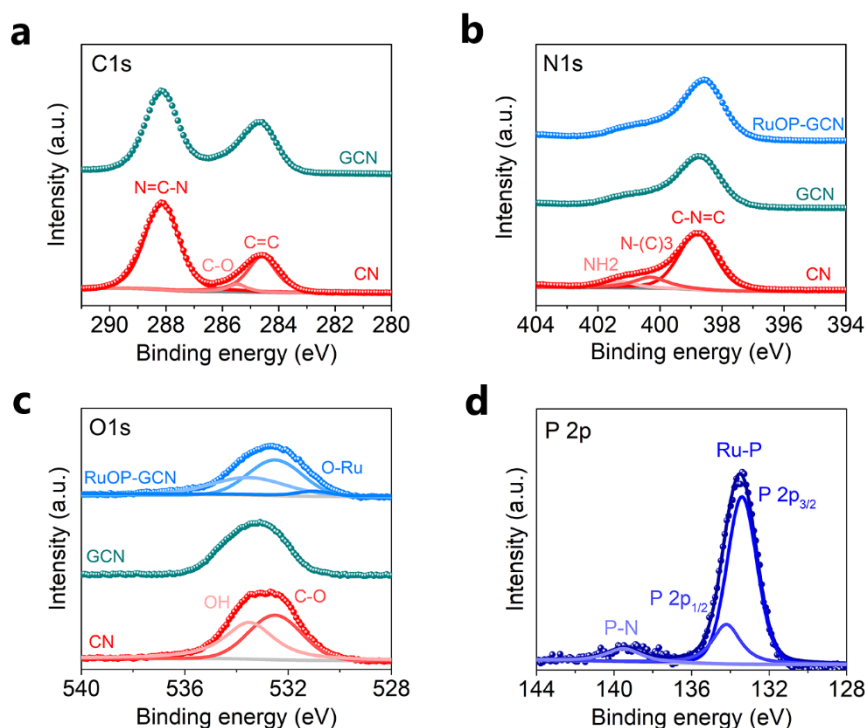 a
C1s
GCN
N=C-N
C=C
C-O
CN
Intensity (a.u.)
290 288 286 284 282 280
Binding energy (eV)
b
N1s
RuOP-GCN
GCN
C-N=C
N-(C)3
NH2
CN
Intensity (a.u.)
404 402 400 398 396 394
Binding energy (eV)
c
O1s
RuOP-GCN
O-Ru
GCN
OH
C-O
CN
Intensity (a.u.)
540 536 532 528
Binding energy (eV)
d
P 2p
Ru-P
P 2p3/2
P 2p1/2
P-N
Intensity (a.u.)
144 140 136 132 128
Binding energy (eV)